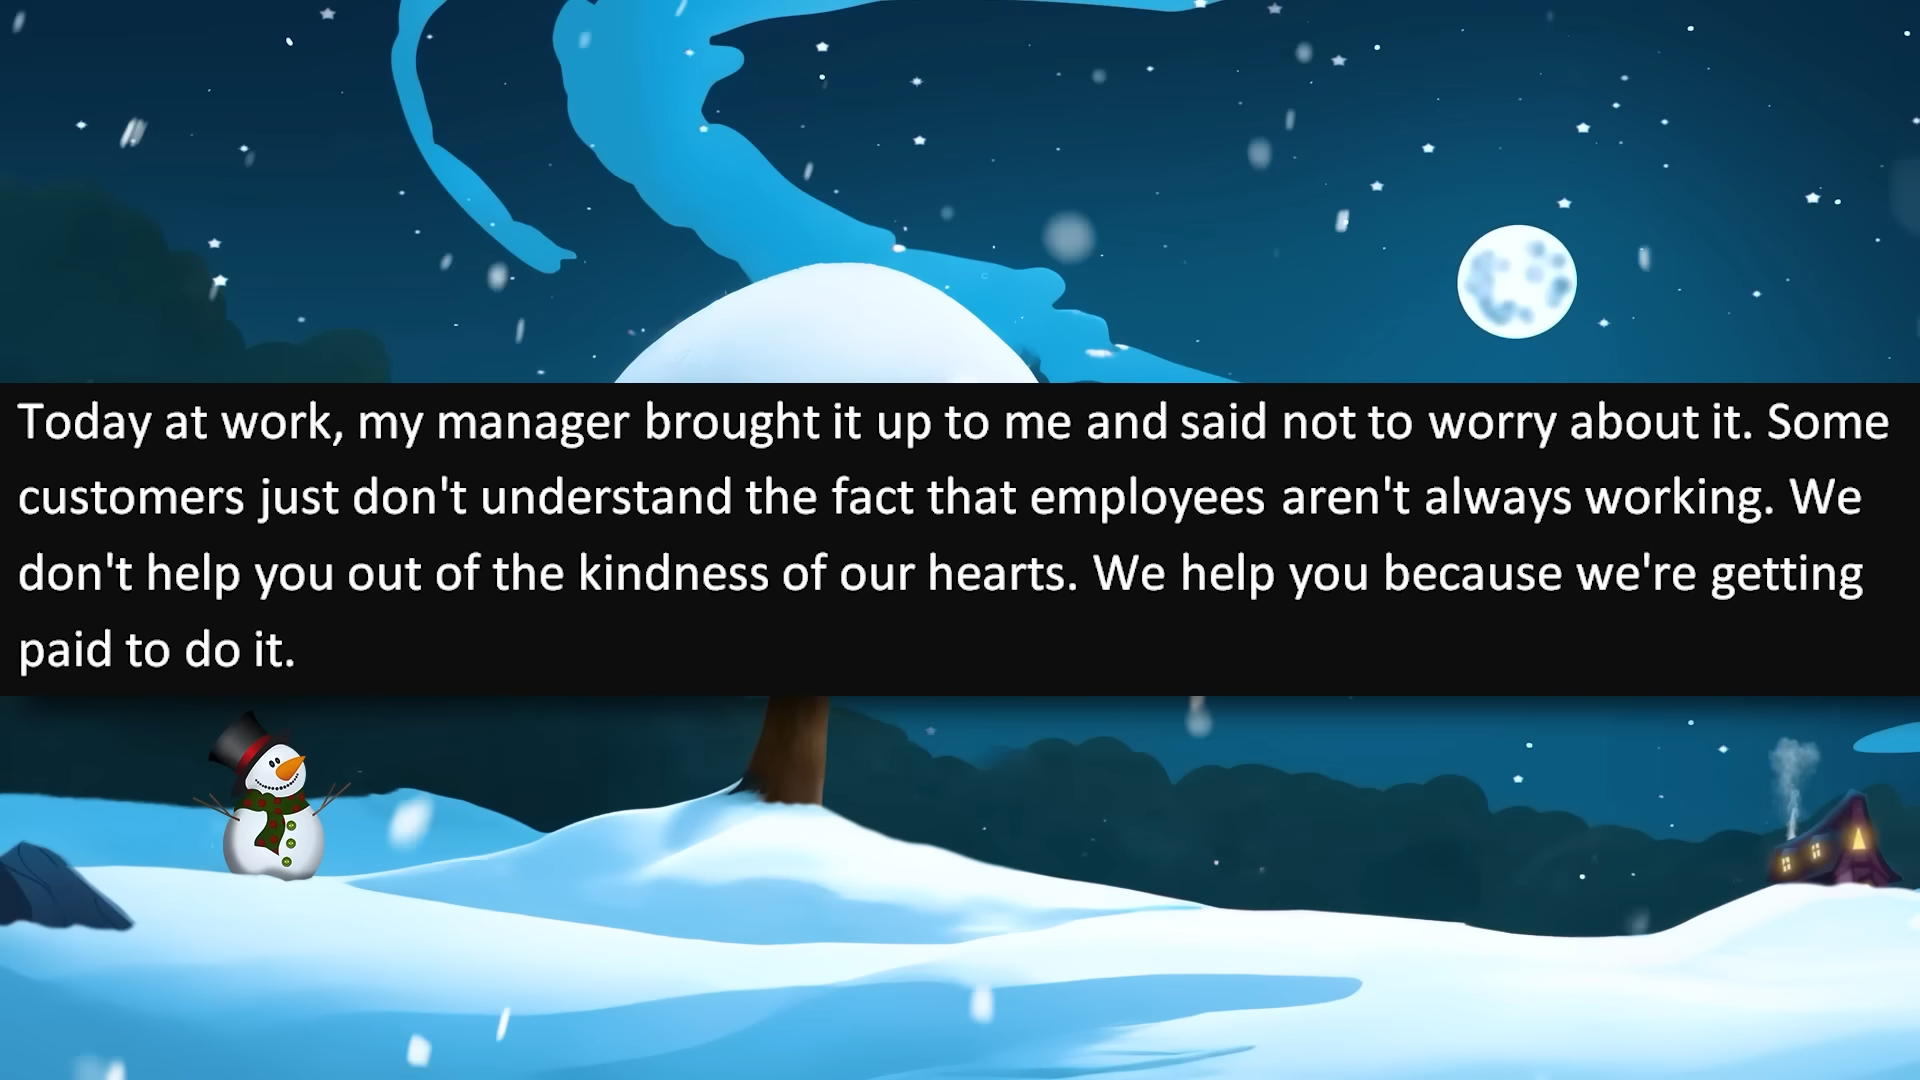 Today at work, my manager brought it up to me and said not to worry about it. Some
customers just don't understand the fact that employees aren't always working. We
don't help you out of the kindness of our hearts. We help you because we're getting
paid to do it.